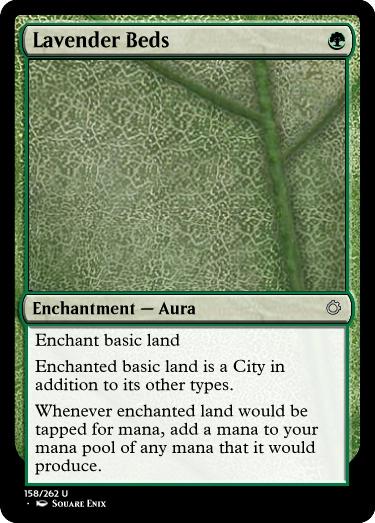 Lavender Beds
Enchantment — Aura
Enchant basic land
Enchanted basic land is a City in
addition to its other types.
Whenever enchanted land would be
tapped for mana, add a mana to your
mana pool of any mana that it would
produce.
158/262 U
· Square Enix